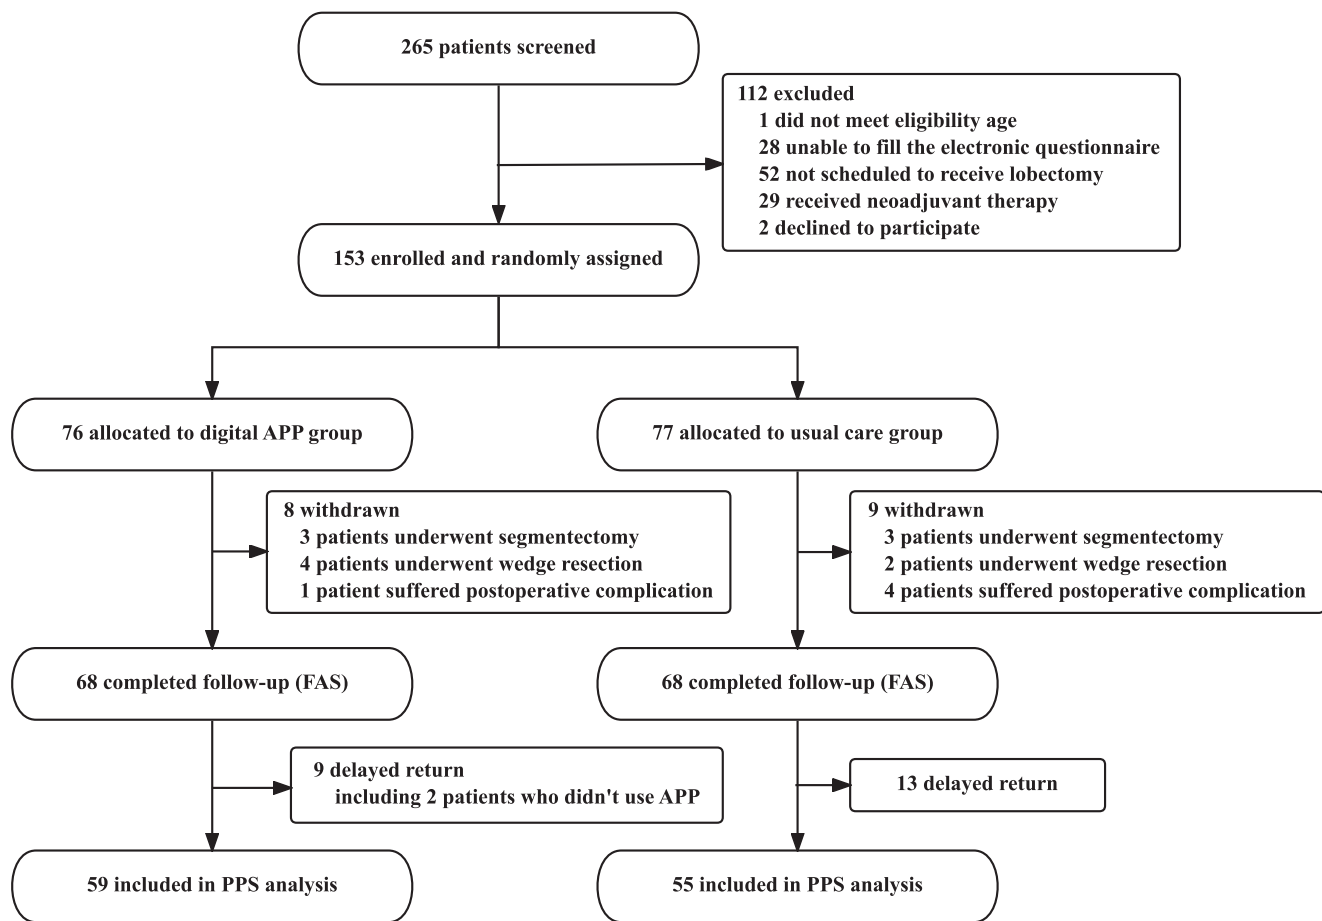 265 patients screened
112 excluded
1 did not meet eligibility age
28 unable to fill the electronic questionnaire
52 not scheduled to receive lobectomy
29 received neoadjuvant therapy
2 declined to participate
153 enrolled and randomly assigned
76 allocated to digital APP group
77 allocated to usual care group
8 withdrawn
3 patients underwent segmentectomy
4 patients underwent wedge resection
1 patient suffered postoperative complication
9 withdrawn
3 patients underwent segmentectomy
2 patients underwent wedge resection
4 patients suffered postoperative complication
68 completed follow-up (FAS)
68 completed follow-up (FAS)
9 delayed return
including 2 patients who didn't use APP
13 delayed return
59 included in PPS analysis
55 included in PPS analysis